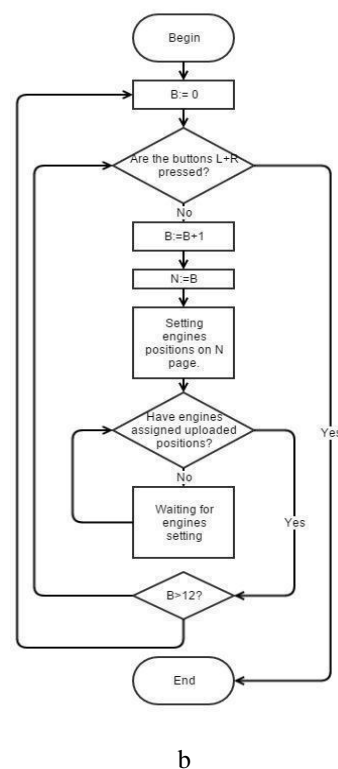 Begin
B:= 0
Are the buttons L+R
pressed?
No
B:=B+1
N:=B
Setting
engines
positions on N
page.
Have engines
assigned uploaded
positions?
Yes
No
Waiting for
engines
setting
Yes
B>12?
End
b